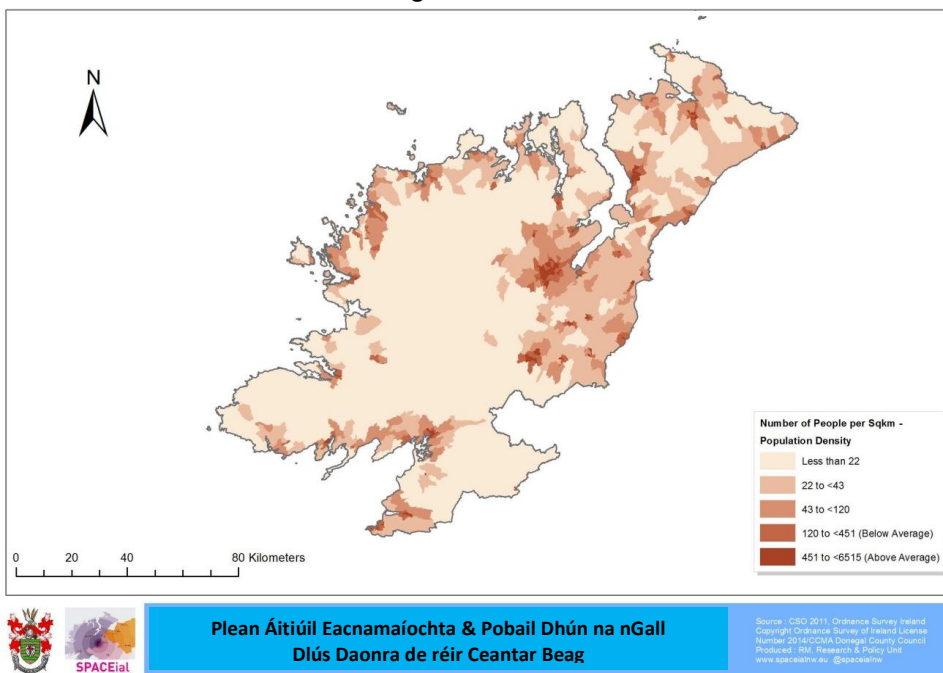 N
Number of People per Sqkm -
Population Density
Less than 22
22 to <43
43 to <120
120 to <451 (Below Average)
451 to <6515 (Above Average)
0 20 40 80 Kilometers
SPACEial
Plean Áitiúil Eacnamaíochta & Pobail Dhún na nGall
Dlús Daonra de réir Ceantar Beag
Source : CSO 2011, Ordnance Survey Ireland
Copyright Ordnance Survey of Ireland License
Number 2014/CCMA Donegal County Council
Produced : RM, Research & Policy Unit
www.spaceialnw.eu @spaceialnw